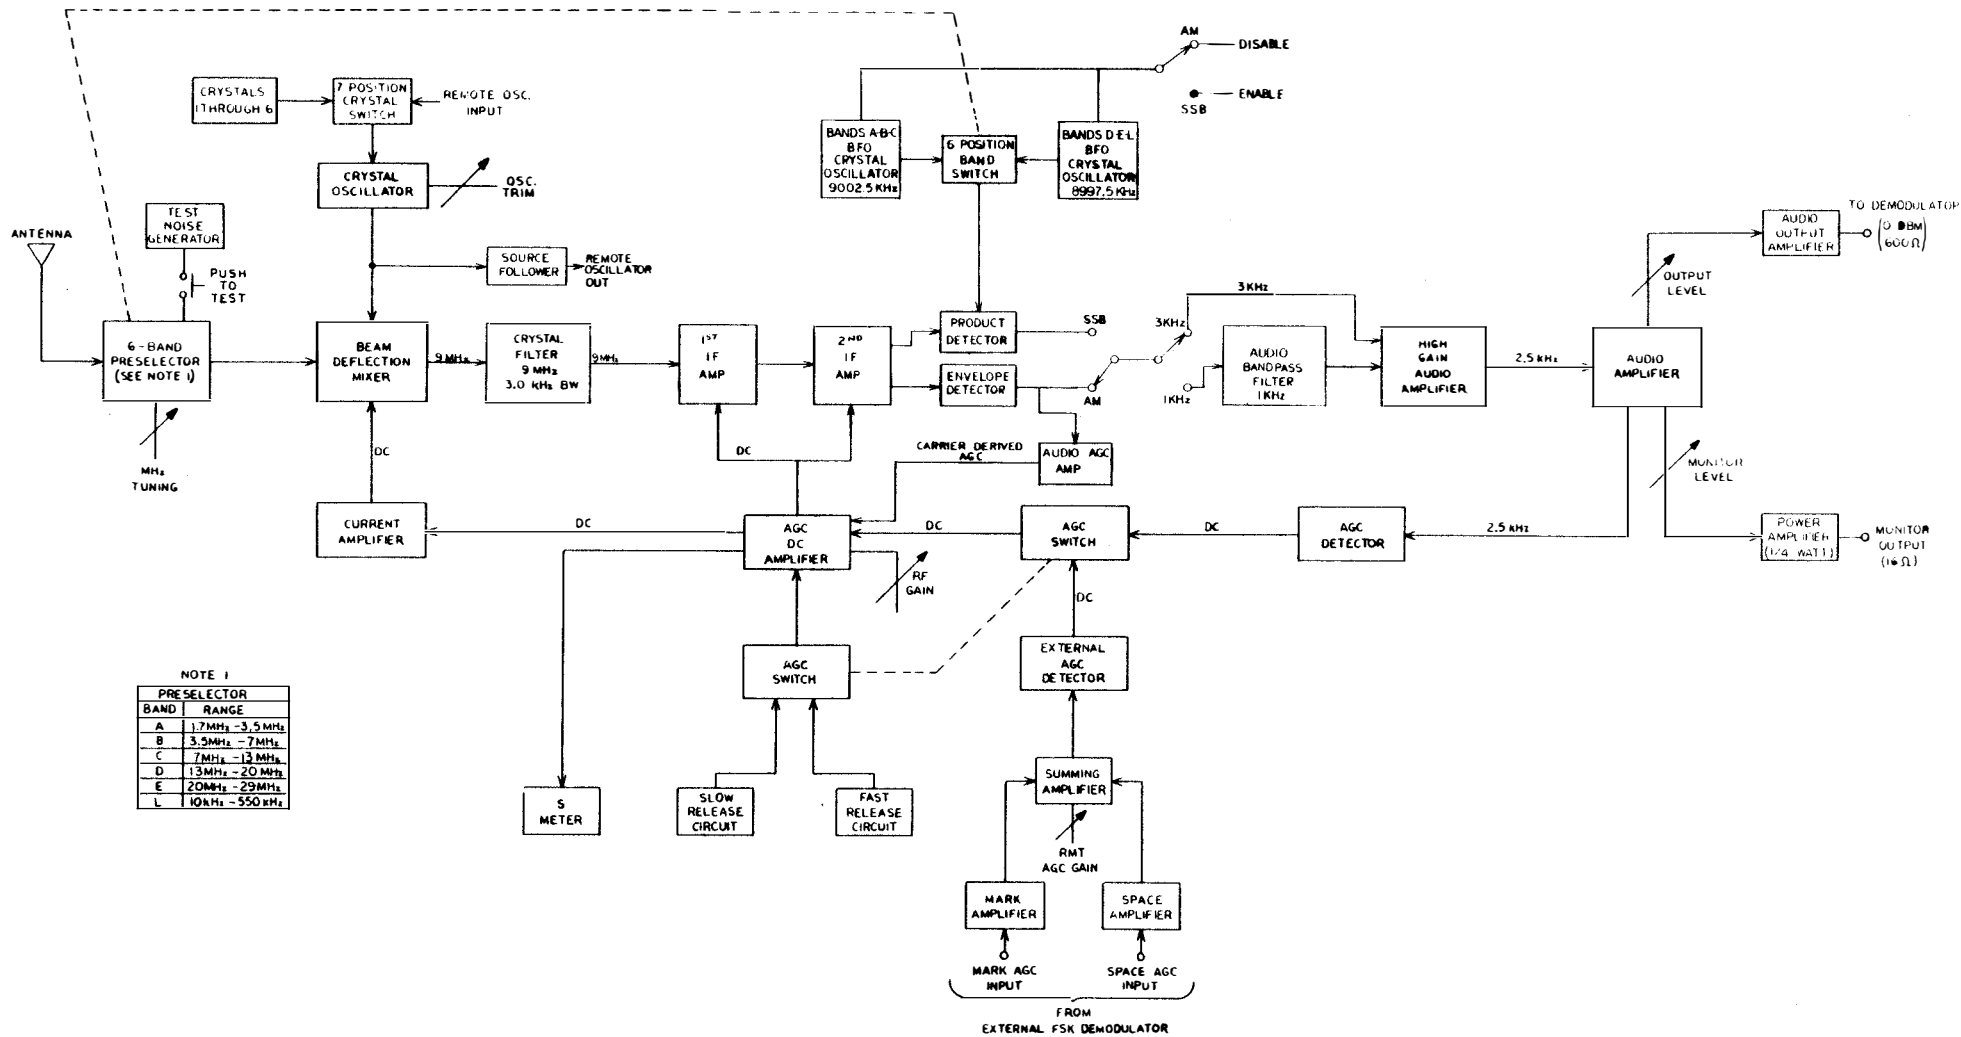 AM
DISABLE
ENABLE
SSB
CRYSTALS
1 THROUGH 6
7 POSITION
CRYSTAL
SWITCH
REMOTE OSC.
INPUT
BANDS A-B-C
BFO
CRYSTAL
OSCILLATOR
9002.5 KHz
6 POSITION
BAND
SWITCH
BANDS D-E-L
BFO
CRYSTAL
OSCILLATOR
8997.5 KHz
CRYSTAL
OSCILLATOR
OSC.
TRIM
ANTENNA
TEST
NOISE
GENERATOR
PUSH
TO
TEST
SOURCE
FOLLOWER
REMOTE
OSCILLATOR
OUT
AUDIO
OUTPUT
AMPLIFIER
TO DEMODULATOR
(0 DBM
600Ω)
OUTPUT
LEVEL
6-BAND
PRESELECTOR
(SEE NOTE 1)
MHz
TUNING
BEAM
DEFLECTION
MIXER
9 MHz
CRYSTAL
FILTER
9 MHz
3.0 kHz BW
9 MHz
1ST
IF
AMP
2ND
IF
AMP
PRODUCT
DETECTOR
ENVELOPE
DETECTOR
SSB
AM
3KHz
3KHz
1KHz
AUDIO
BANDPASS
FILTER
1KHz
HIGH
GAIN
AUDIO
AMPLIFIER
2.5 kHz
AUDIO
AMPLIFIER
DC
DC
CARRIER DERIVED
AGC
AUDIO AGC
AMP
MONITOR
LEVEL
CURRENT
AMPLIFIER
DC
AGC
DC
AMPLIFIER
DC
AGC
SWITCH
DC
AGC
DETECTOR
2.5 kHz
POWER
AMPLIFIER
(1/4 WATT)
MONITOR
OUTPUT
(16Ω)
RF
GAIN
DC
AGC
SWITCH
EXTERNAL
AGC
DETECTOR
NOTE 1
PRESELECTOR
BAND RANGE
A 1.7MHz - 3.5MHz
B 3.5MHz - 7MHz
C 7MHz - 13MHz
D 13MHz - 20MHz
E 20MHz - 29MHz
L 10kHz - 550kHz
S
METER
SLOW
RELEASE
CIRCUIT
FAST
RELEASE
CIRCUIT
SUMMING
AMPLIFIER
RMT
AGC GAIN
MARK
AMPLIFIER
SPACE
AMPLIFIER
MARK AGC
INPUT
SPACE AGC
INPUT
FROM
EXTERNAL FSK DEMODULATOR